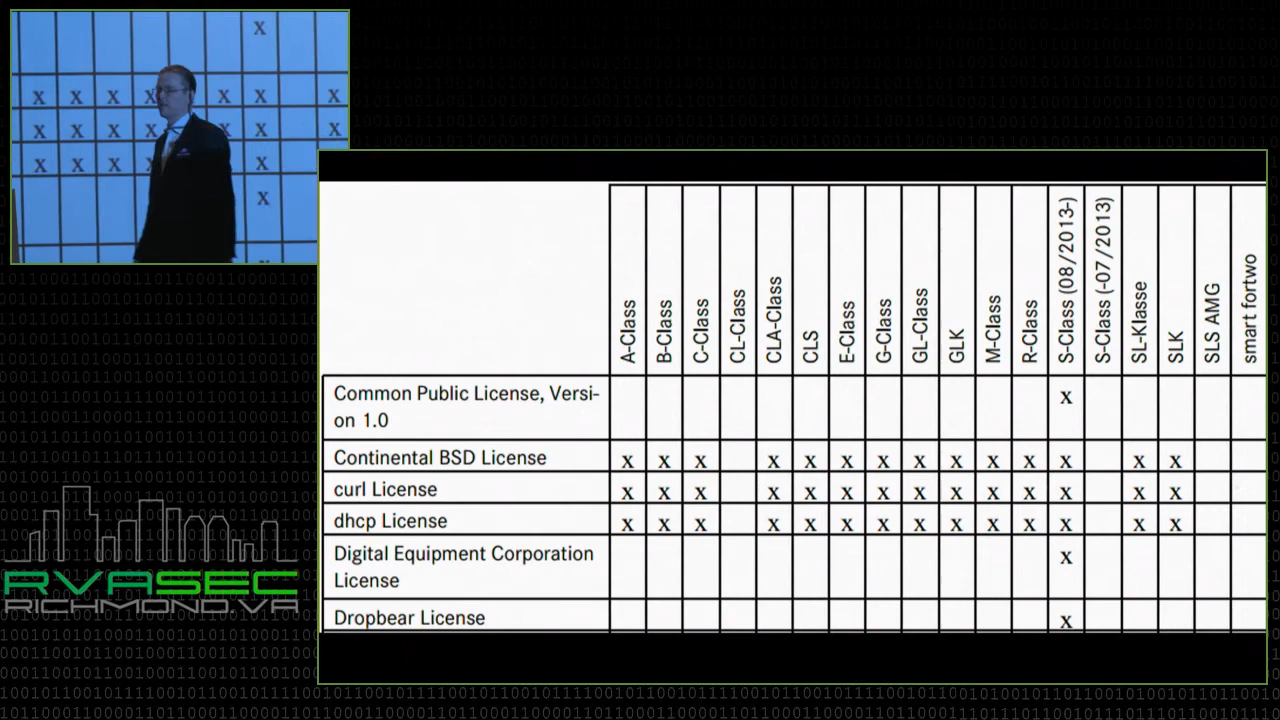 A-Class B-Class C-Class CL-Class CLA-Class CLS E-Class G-Class GL-Class GLK M-Class R-Class S-Class (08/2013-) S-Class (-07/2013) SL-Klasse SLK SLS AMG smart fortwo
Common Public License, Versi-
on 1.0 x
Continental BSD License x x x x x x x x x x x x x x
curl License x x x x x x x x x x x x x x
dhcp License x x x x x x x x x x x x x x
Digital Equipment Corporation
License x
Dropbear License x
x
x x x x x x x
x x x x x x x
x x x x x
x
RVASEC
RICHMOND.VA